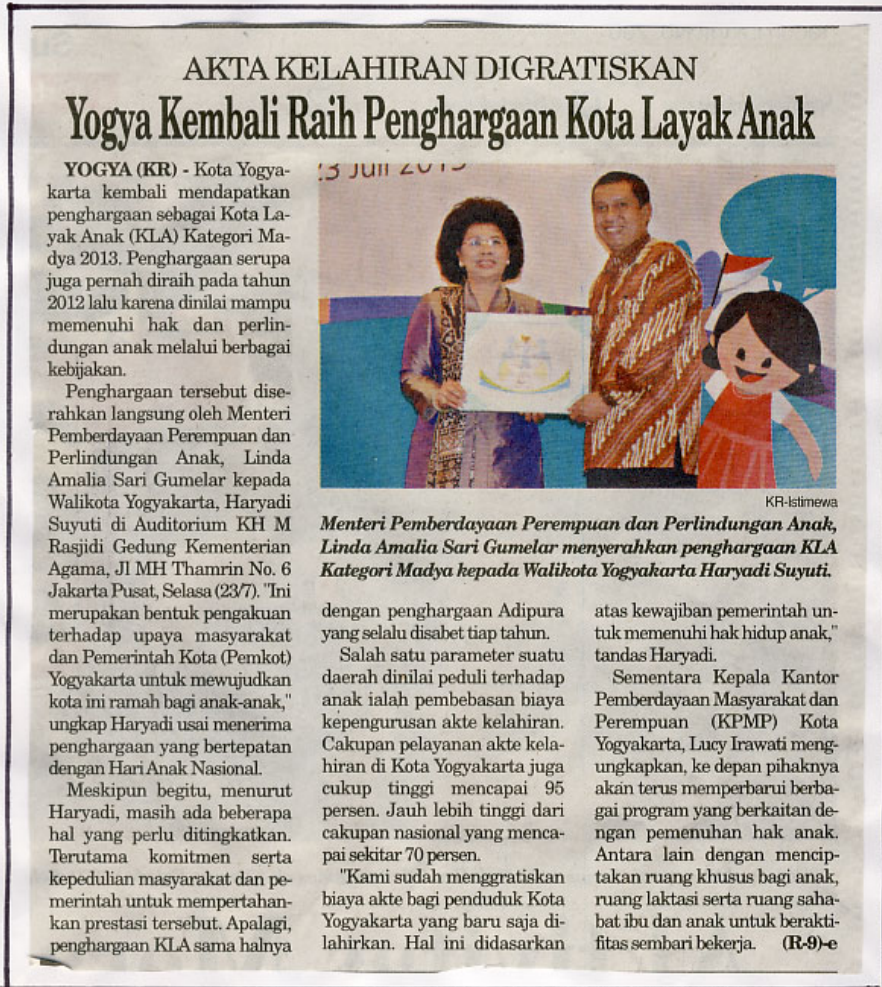 AKTA KELAHIRAN DIGRATISKAN
Yogya Kembali Raih Penghargaan Kota Layak Anak
YOGYA (KR) - Kota Yogya-
karta kembali mendapatkan
penghargaan sebagai Kota La-
yak Anak (KLA) Kategori Ma-
dya 2013. Penghargaan serupa
juga pernah diraih pada tahun
2012 lalu karena dinilai mampu
memenuhi hak dan perlin-
dungan anak melalui berbagai
kebijakan.
Penghargaan tersebut dise-
rahkan langsung oleh Menteri
Pemberdayaan Perempuan dan
Perlindungan Anak, Linda
Amalia Sari Gumelar kepada
Walikota Yogyakarta, Haryadi
Suyuti di Auditorium KH M
Rasjidi Gedung Kementerian
Agama, Jl MH Thamrin No. 6
Jakarta Pusat, Selasa (23/7). "Ini
merupakan bentuk pengakuan
terhadap upaya masyarakat
dan Pemerintah Kota (Pemkot)
Yogyakarta untuk mewujudkan
kota ini ramah bagi anak-anak,"
ungkap Haryadi usai menerima
penghargaan yang bertepatan
dengan Hari Anak Nasional.
Meskipun begitu, menurut
Haryadi, masih ada beberapa
hal yang perlu ditingkatkan.
Terutama komitmen serta
kepedulian masyarakat dan pe-
merintah untuk mempertahan-
kan prestasi tersebut. Apalagi,
penghargaan KLA sama halnya
3 Juli 2013
KR-Istimewa
Menteri Pemberdayaan Perempuan dan Perlindungan Anak,
Linda Amalia Sari Gumelar menyerahkan penghargaan KLA
Kategori Madya kepada Walikota Yogyakarta Haryadi Suyuti.
dengan penghargaan Adipura
yang selalu disabet tiap tahun.
Salah satu parameter suatu
daerah dinilai peduli terhadap
anak ialah pembebasan biaya
kepengurusan akte kelahiran.
Cakupan pelayanan akte kela-
hiran di Kota Yogyakarta juga
cukup tinggi mencapai 95
persen. Jauh lebih tinggi dari
cakupan nasional yang menca-
pai sekitar 70 persen.
"Kami sudah menggratiskan
biaya akte bagi penduduk Kota
Yogyakarta yang baru saja di-
lahirkan. Hal ini didasarkan
atas kewajiban pemerintah un-
tuk memenuhi hak hidup anak,"
tandas Haryadi.
Sementara Kepala Kantor
Pemberdayaan Masyarakat dan
Perempuan (KPMP) Kota
Yogyakarta, Lucy Irawati meng-
ungkapkan, ke depan pihaknya
akan terus memperbarui berba-
gai program yang berkaitan de-
ngan pemenuhan hak anak.
Antara lain dengan mencip-
takan ruang khusus bagi anak,
ruang laktasi serta ruang saha-
bat ibu dan anak untuk berakti-
fitas sembari bekerja. (R-9)-e